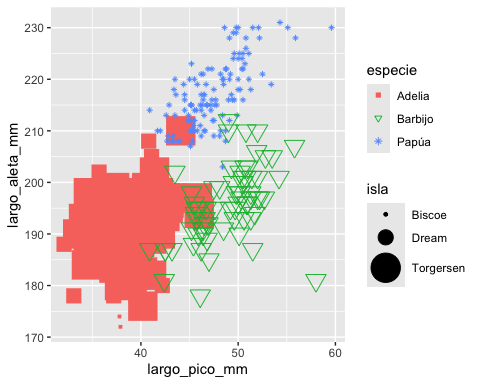 230
220
210
200
190
180
170
largo_aleta_mm
40
50
60
largo_pico_mm
especie
Adelia
Barbijo
Papúa
isla
Biscoe
Dream
Torgersen